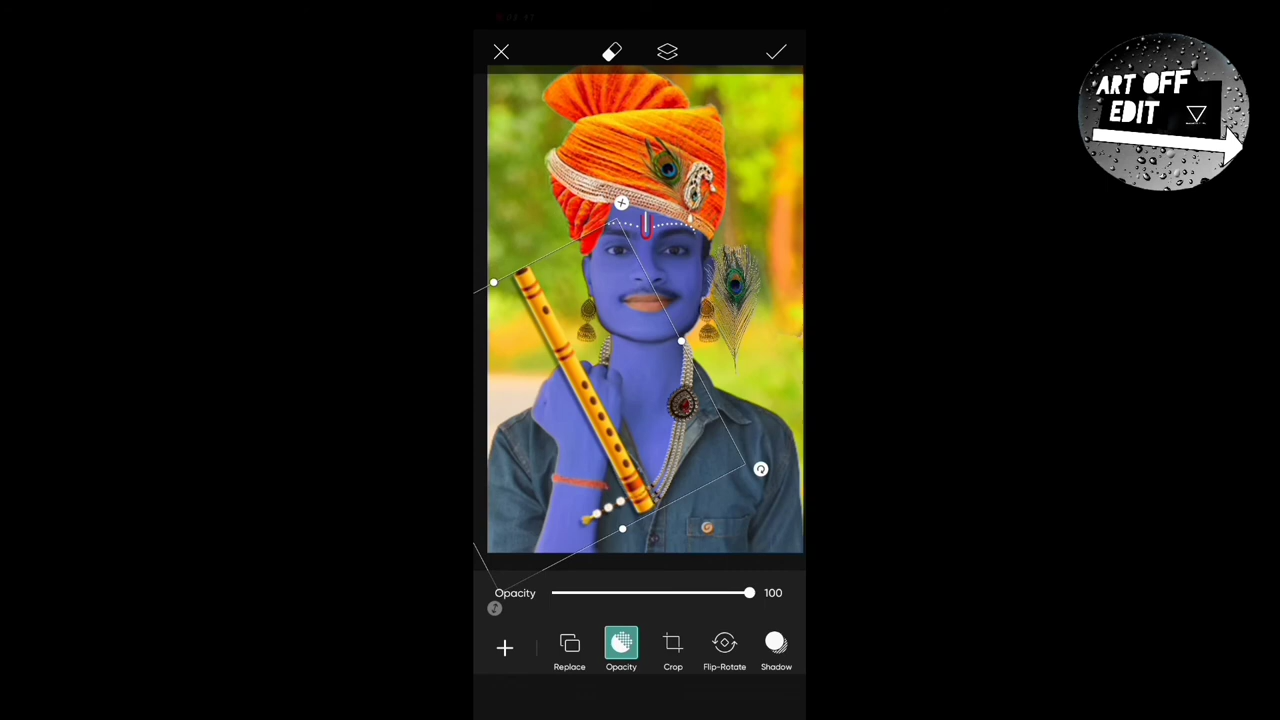 ART OFF
EDIT
Opacity
100
Replace
Opacity
Crop
Flip-Rotate
Shadow